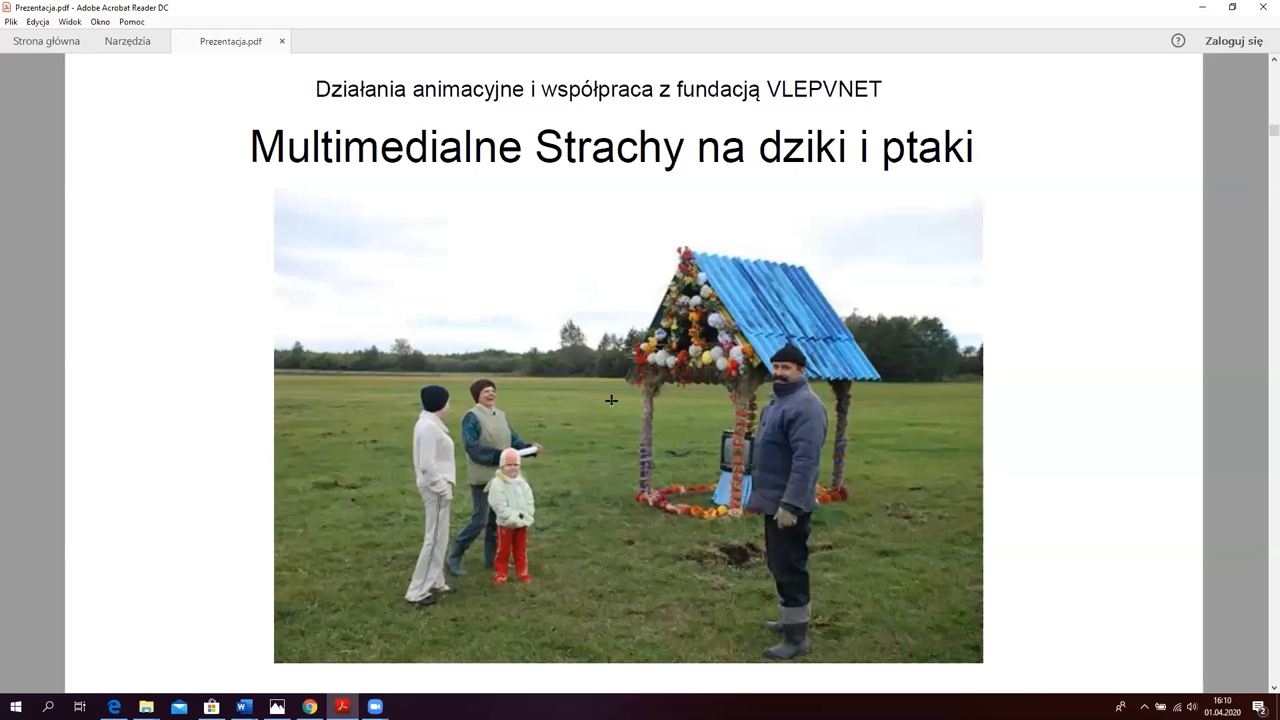 Prezentacja.pdf - Adobe Acrobat Reader DC
Plik Edycja Widok Okno Pomoc
Strona główna Narzędzia Prezentacja.pdf × ? Zaloguj się
Działania animacyjne i współpraca z fundacją VLEPVNET
Multimedialne Strachy na dziki i ptaki
16:10
01.04.2020
2